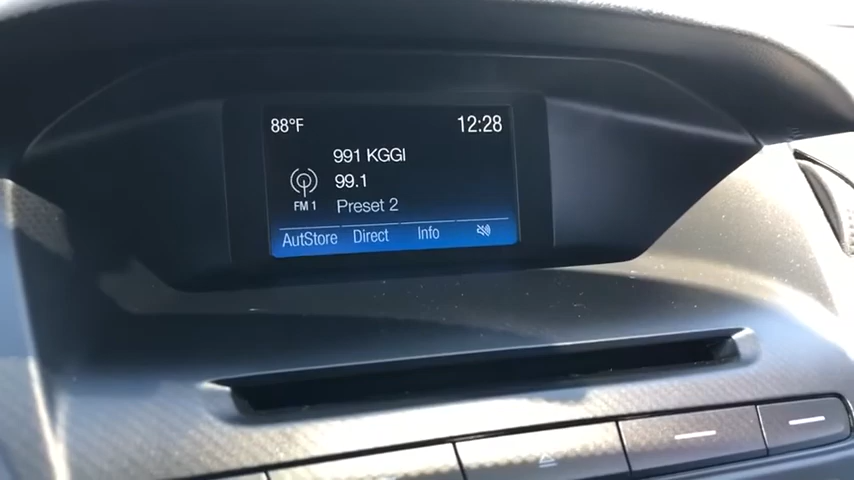 88°F 12:28
991 KGGI
99.1
FM 1 Preset 2
AutStore Direct Info